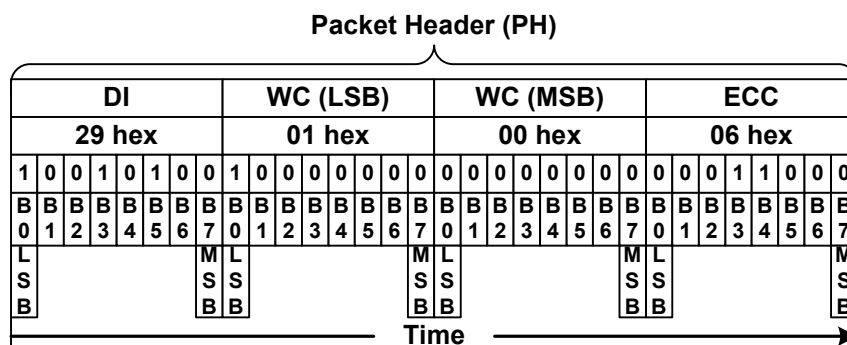 Packet Header (PH)
DI WC (LSB) WC (MSB) ECC
29 hex 01 hex 00 hex 06 hex
1 0 0 1 0 1 0 0 1 0 0 0 0 0 0 0 0 0 0 0 0 0 0 0 0 0 0 1 1 0 0 0
B B B B B B B B B B B B B B B B B B B B B B B B B B B B B B B B
0 1 2 3 4 5 6 7 0 1 2 3 4 5 6 7 0 1 2 3 4 5 6 7 0 1 2 3 4 5 6 7
L M L M L M L M
S S S S S S S S
B B B B B B B B
Time